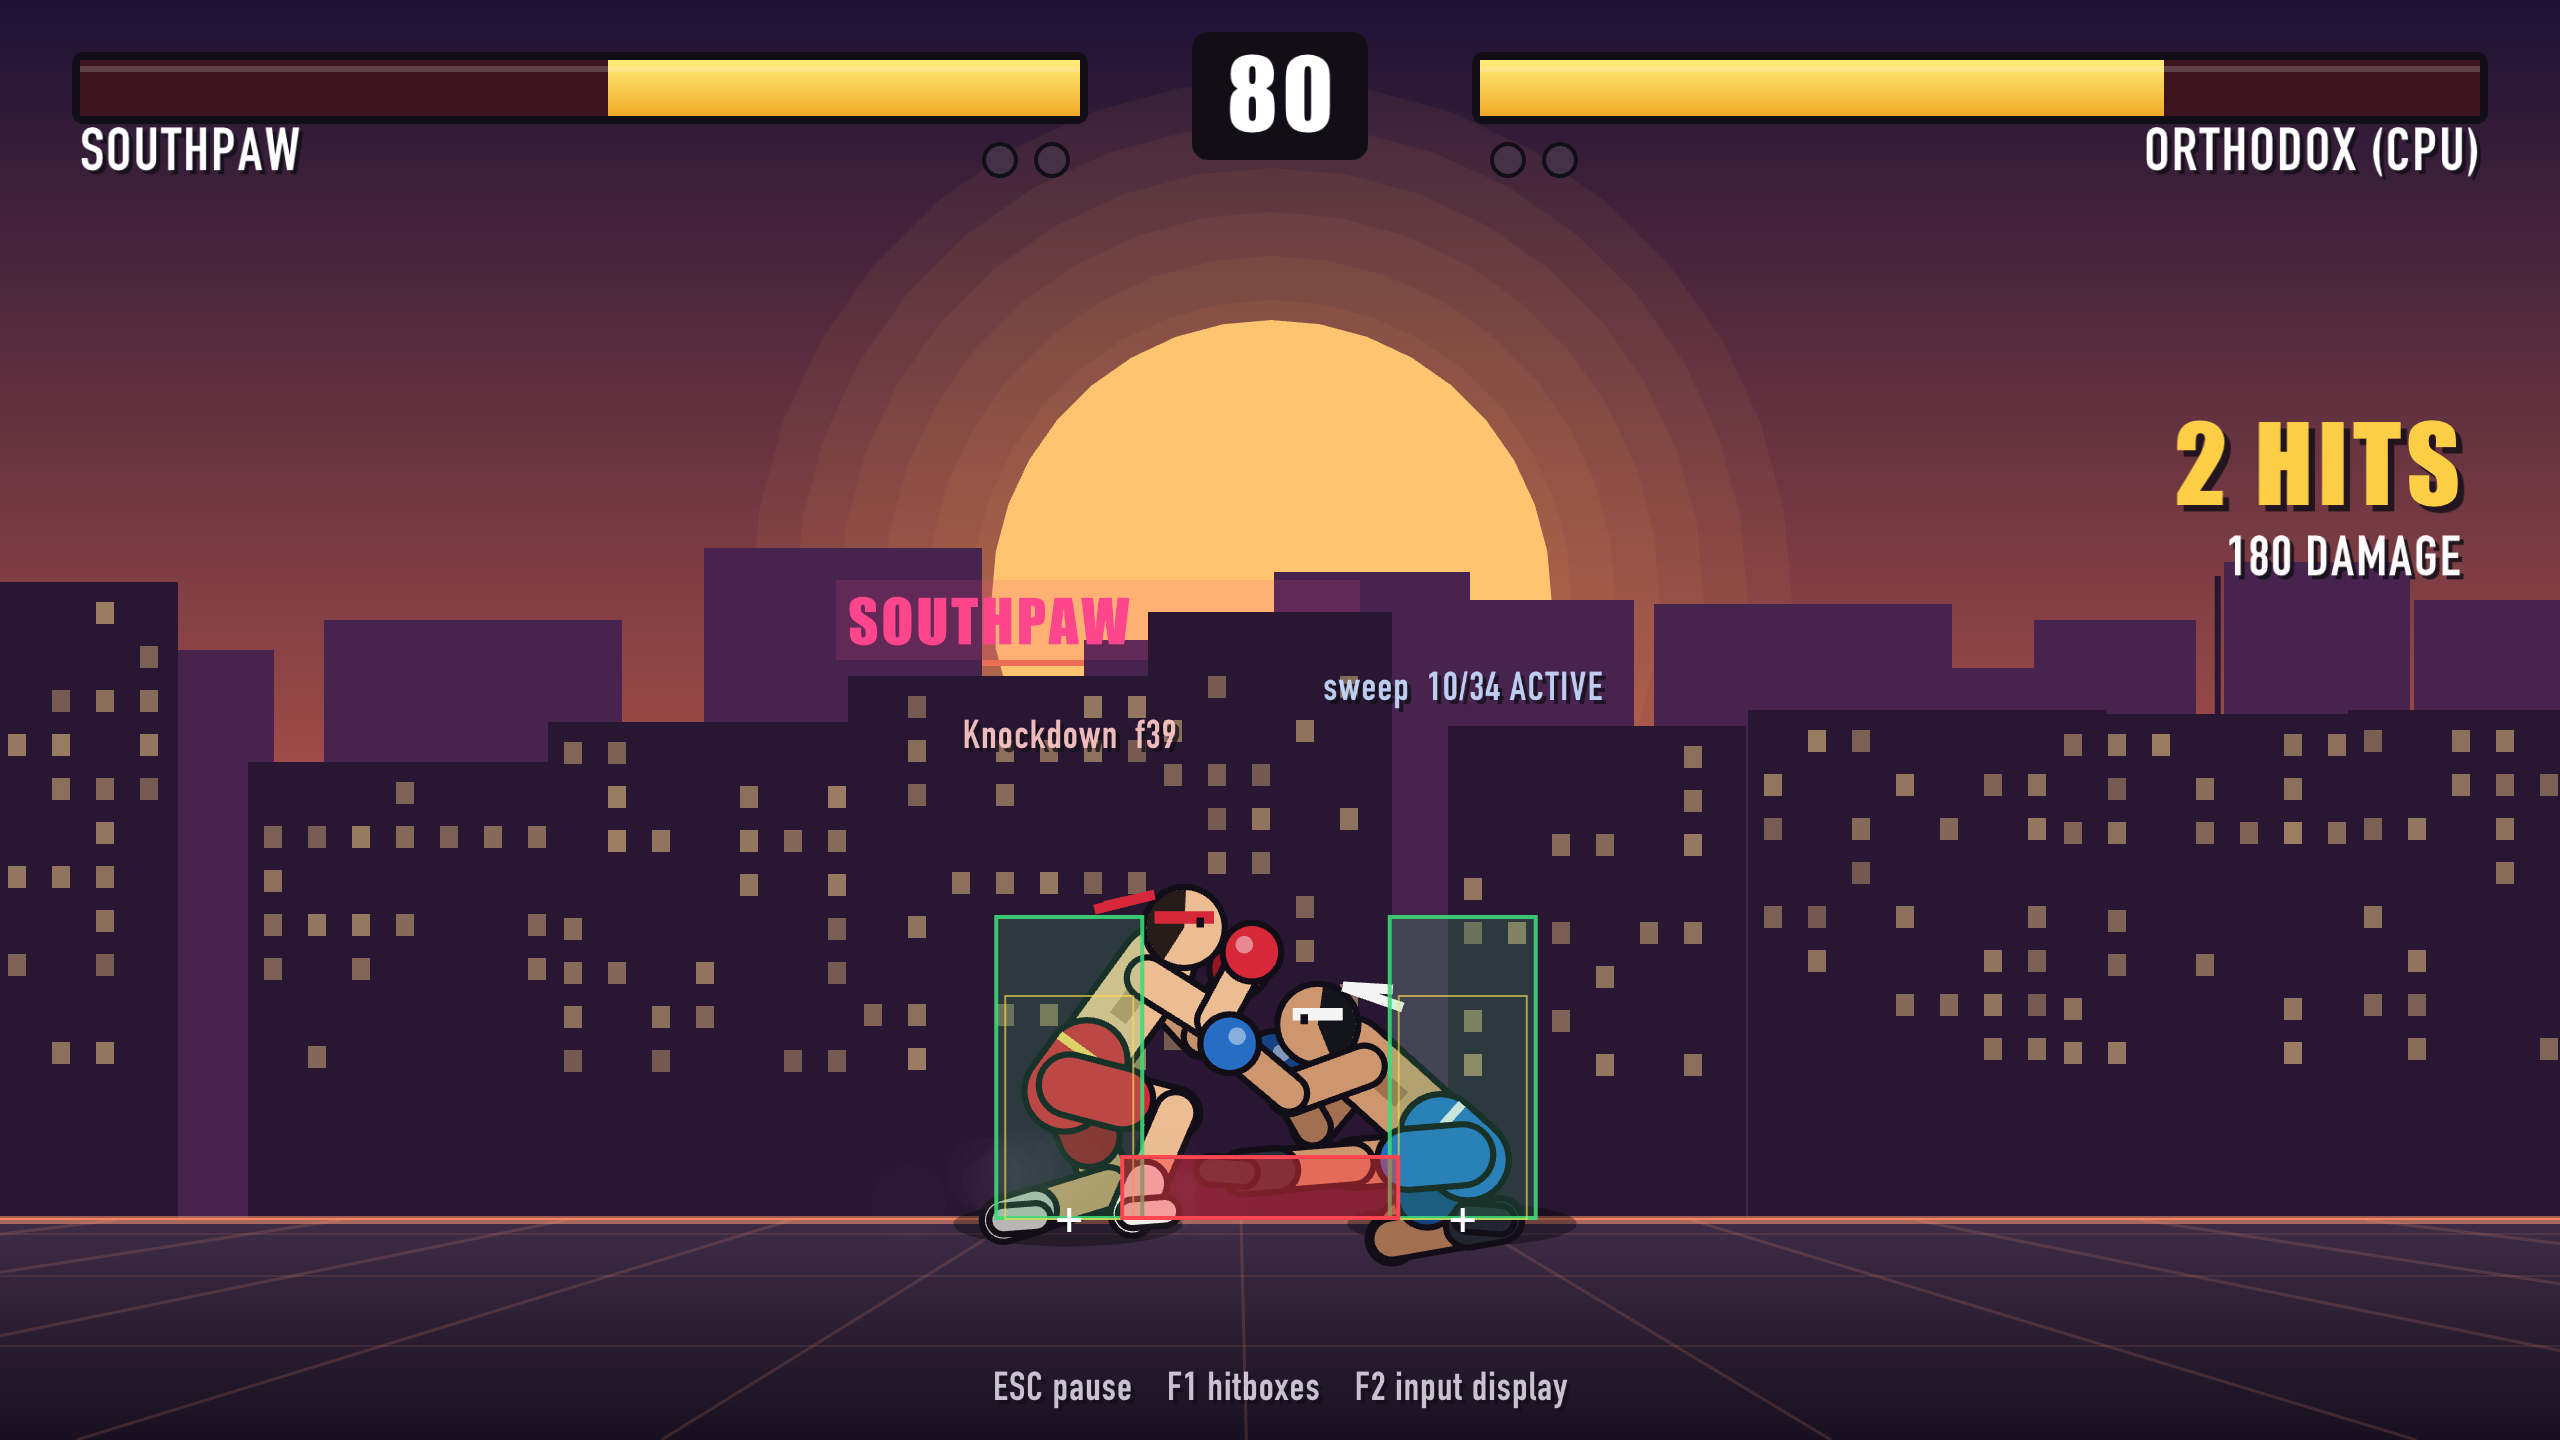 80
SOUTHPAW
ORTHODOX (CPU)
2 HITS
180 DAMAGE
SOUTHPAW
sweep 10/34 ACTIVE
Knockdown f39
ESC pause F1 hitboxes F2 input display